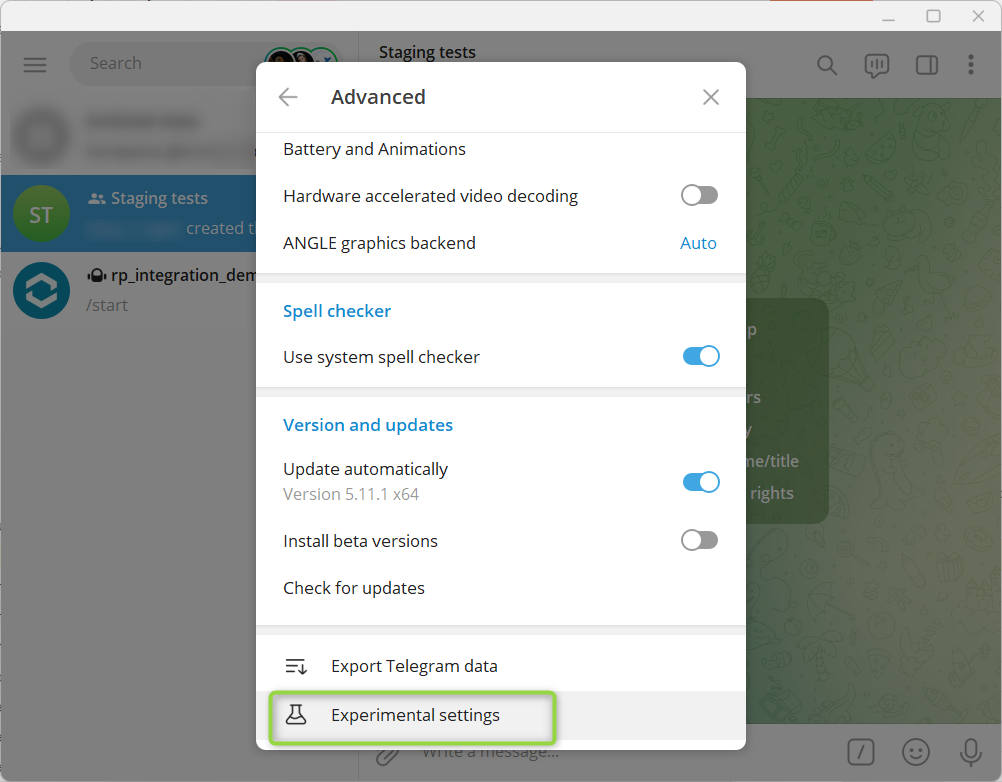 Search
Staging tests
Advanced
Battery and Animations
Hardware accelerated video decoding
ANGLE graphics backend
Auto
ST
Staging tests
created t
rp_integration_dem
/start
Spell checker
Use system spell checker
Version and updates
Update automatically
Version 5.11.1 x64
Install beta versions
Check for updates
Export Telegram data
Experimental settings
p
rs
y
me/title
rights
Write a message...